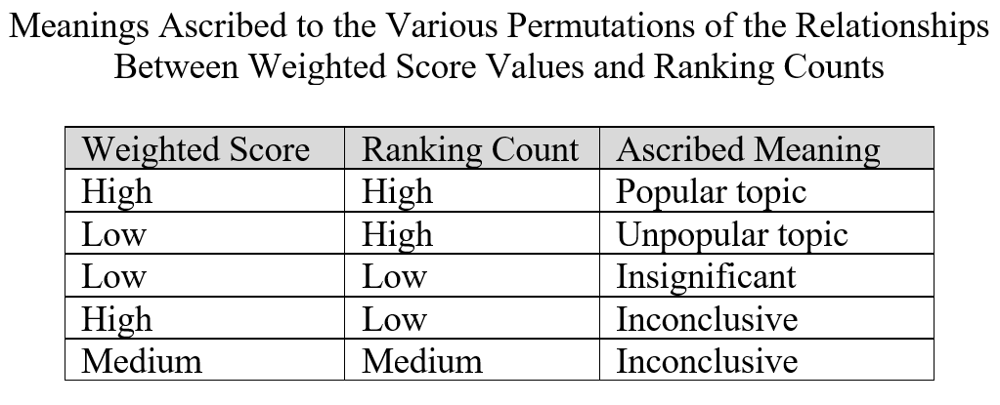 Meanings Ascribed to the Various Permutations of the Relationships
Between Weighted Score Values and Ranking Counts
Weighted Score Ranking Count Ascribed Meaning
High High Popular topic
Low High Unpopular topic
Low Low Insignificant
High Low Inconclusive
Medium Medium Inconclusive